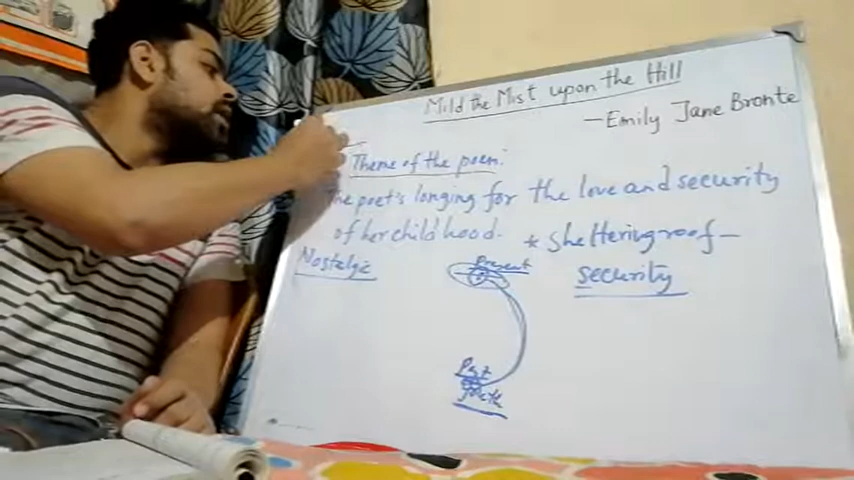 Mild the Mist upon the Hill
— Emily Jane Bronte
Theme of the poem.
The poet's longing for the love and security
of her childhood. * sheltering roof —
Nostalgic
Present
security
Past